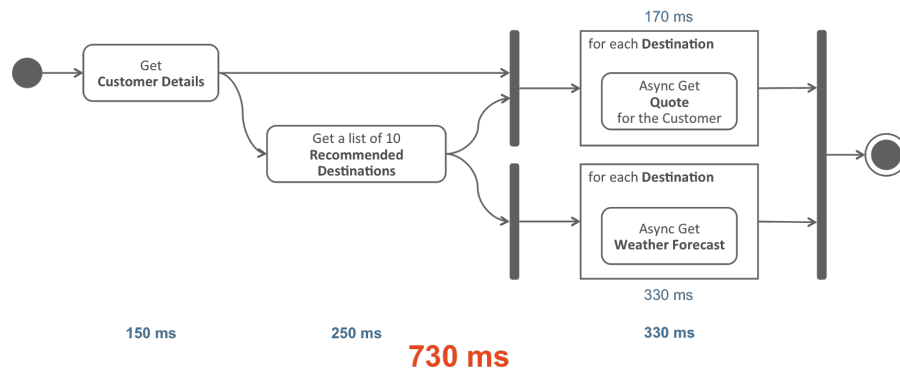 170 ms
for each Destination
Async Get
Quote
for the Customer
Get
Customer Details
Get a list of 10
Recommended
Destinations
for each Destination
Async Get
Weather Forecast
330 ms
150 ms
250 ms
330 ms
730 ms